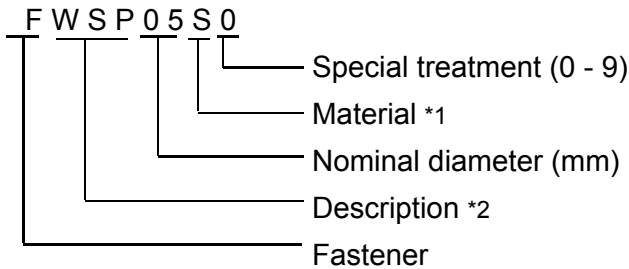 F W S P 0 5 S 0
Special treatment (0 - 9)
Material *1
Nominal diameter (mm)
Description *2
Fastener